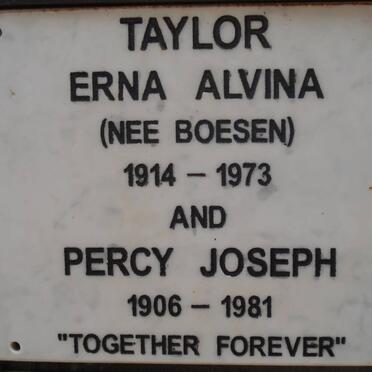 TAYLOR
ERNA ALVINA
(NEE BOESEN)
1914 – 1973
AND
PERCY JOSEPH
1906 – 1981
"TOGETHER FOREVER"